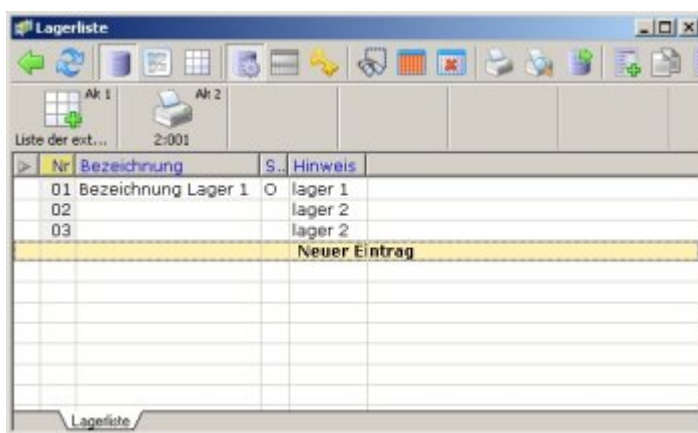 Lagerliste
Ak 1 Ak 2
Liste der ext... 2:001
Nr Bezeichnung S.. Hinweis
01 Bezeichnung Lager 1 O lager 1
02 lager 2
03 lager 2
Neuer Eintrag
Lagerliste